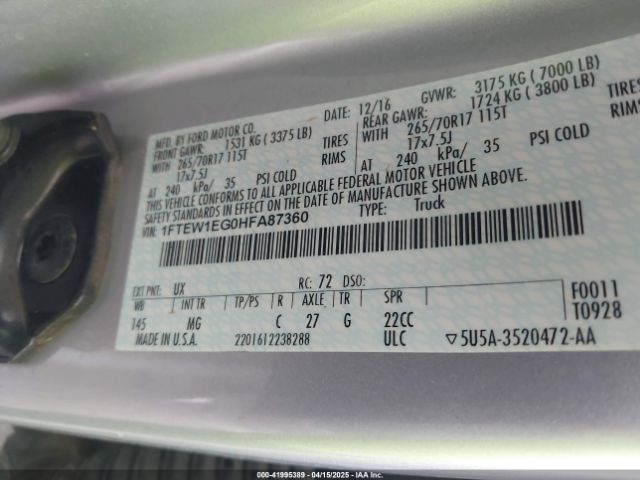 MFD. BY FORD MOTOR CO.
DATE: 12/16 GVWR: 3175 KG ( 7000 LB)
FRONT GAWR: 1531 KG ( 3375 LB) REAR GAWR: 1724 KG ( 3800 LB)
WITH 265/70R17 115T TIRES WITH 265/70R17 115T TIRES
17x7.5J RIMS 17x7.5J RIMS
AT 240 kPa/ 35 PSI COLD AT 240 kPa/ 35 PSI COLD
THIS VEHICLE CONFORMS TO ALL APPLICABLE FEDERAL MOTOR VEHICLE
SAFETY STANDARDS IN EFFECT ON THE DATE OF MANUFACTURE SHOWN ABOVE.
VIN: 1FTEW1EG0HFA87360 TYPE: Truck
EXT PNT: UX RC: 72 DSO:
WB INT TR TP/PS R AXLE TR SPR F0011
145 MG C 27 G 22CC T0928
MADE IN U.S.A. 2201612238288 ULC ▽5U5A-3520472-AA
000-41995389 - 04/15/2025 - IAA Inc.